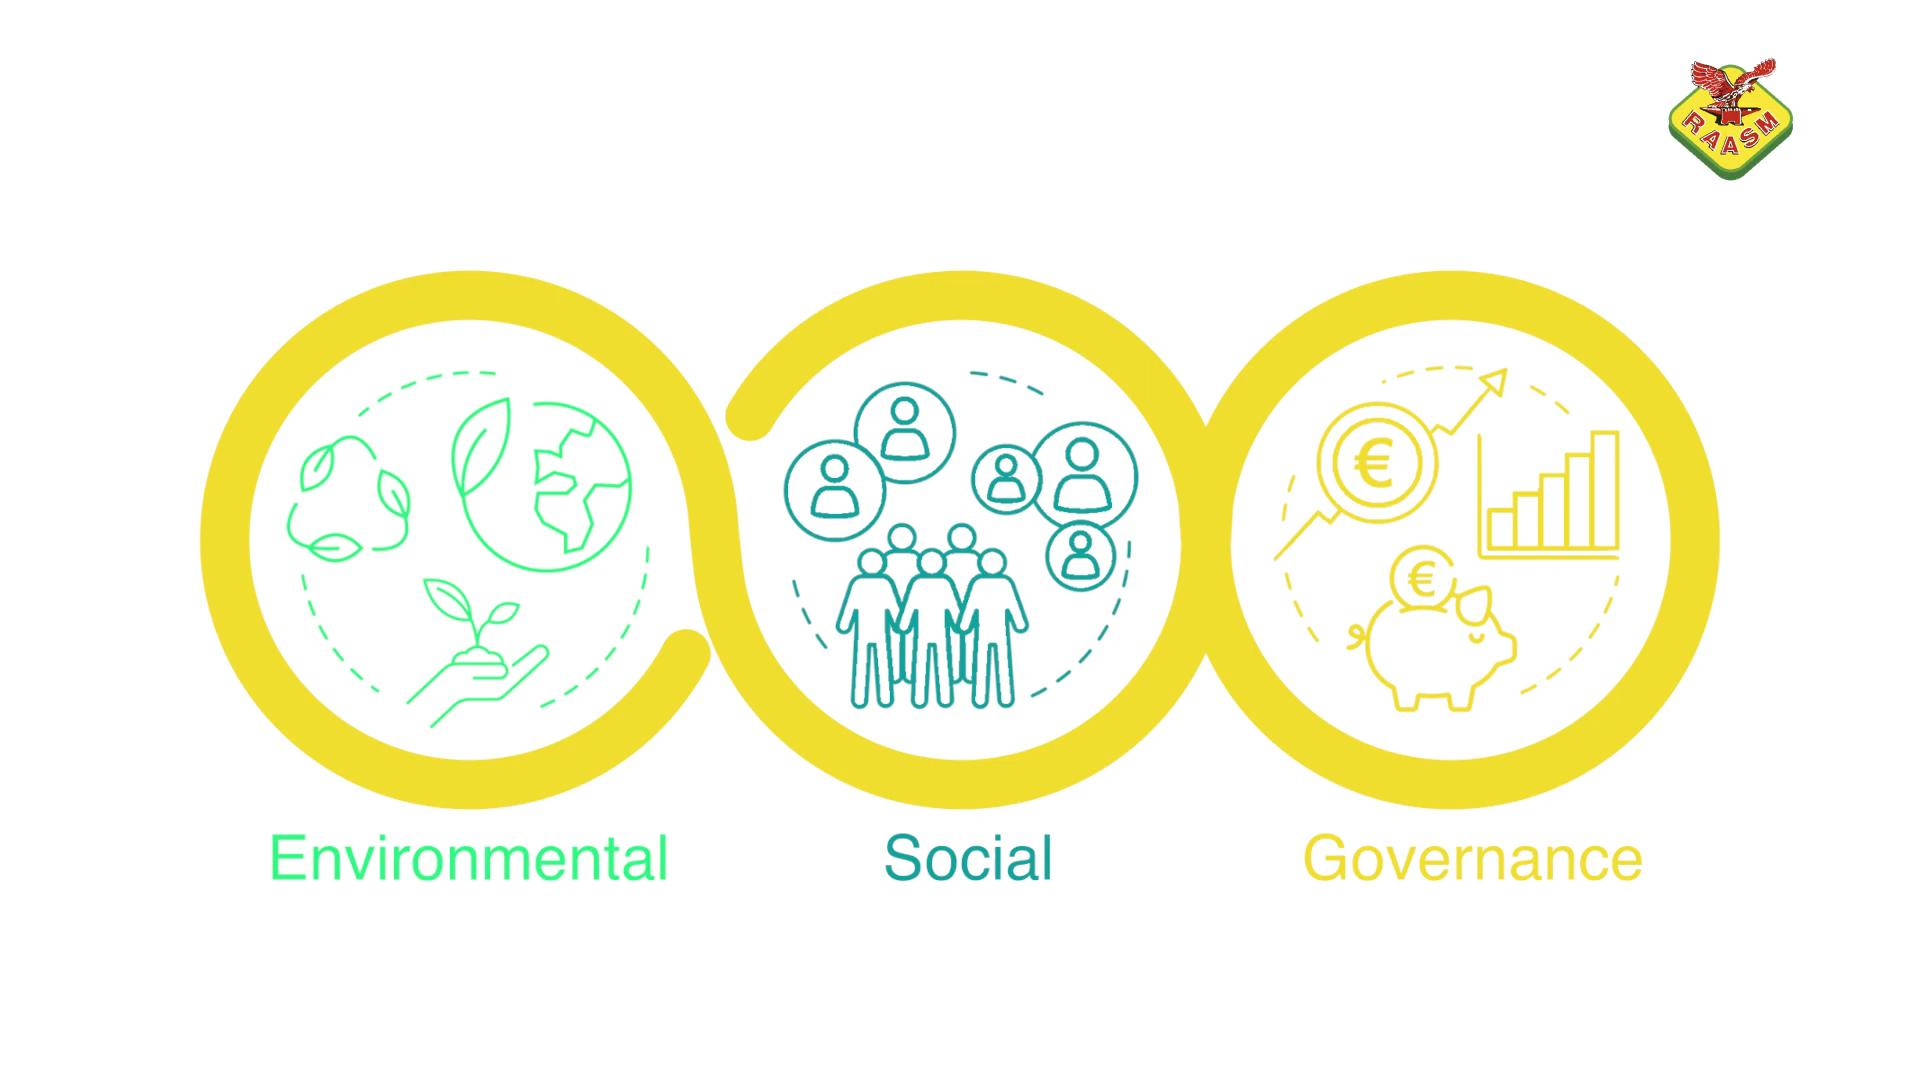 RAASM
€
€
Environmental
Social
Governance